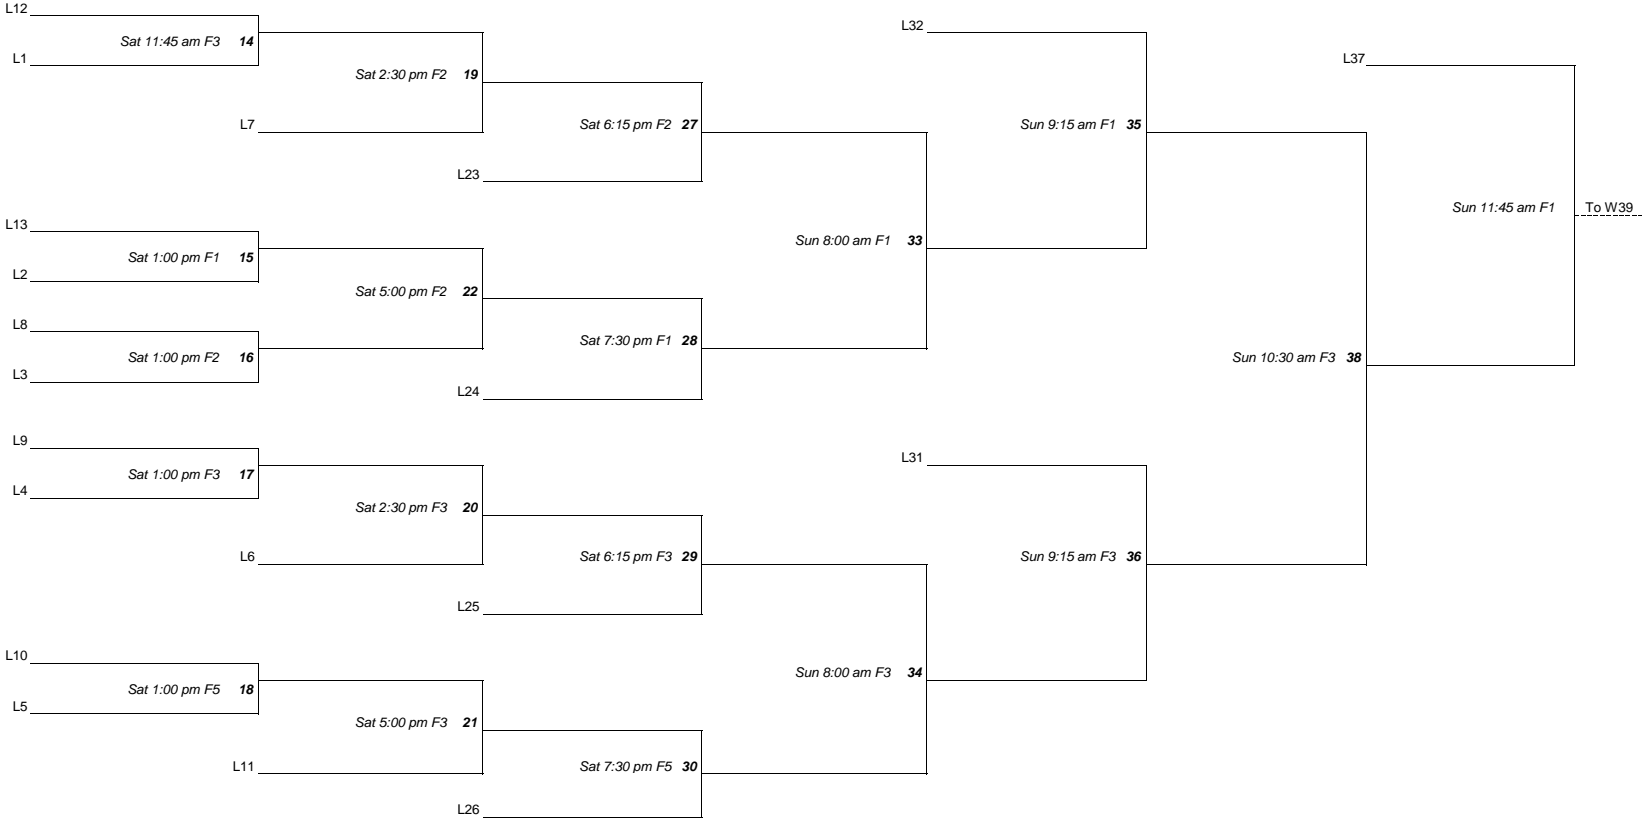 L12
L32
Sat 11:45 am F3 14
L1
L37
Sat 2:30 pm F2 19
L7
Sat 6:15 pm F2 27
Sun 9:15 am F1 35
L23
Sun 11:45 am F1
To W39
L13
Sun 8:00 am F1 33
Sat 1:00 pm F1 15
L2
Sat 5:00 pm F2 22
L8
Sat 7:30 pm F1 28
Sat 1:00 pm F2 16
Sun 10:30 am F3 38
L3
L24
L9
L31
Sat 1:00 pm F3 17
L4
Sat 2:30 pm F3 20
L6
Sat 6:15 pm F3 29
Sun 9:15 am F3 36
L25
L10
Sun 8:00 am F3 34
Sat 1:00 pm F5 18
L5
Sat 5:00 pm F3 21
L11
Sat 7:30 pm F5 30
L26